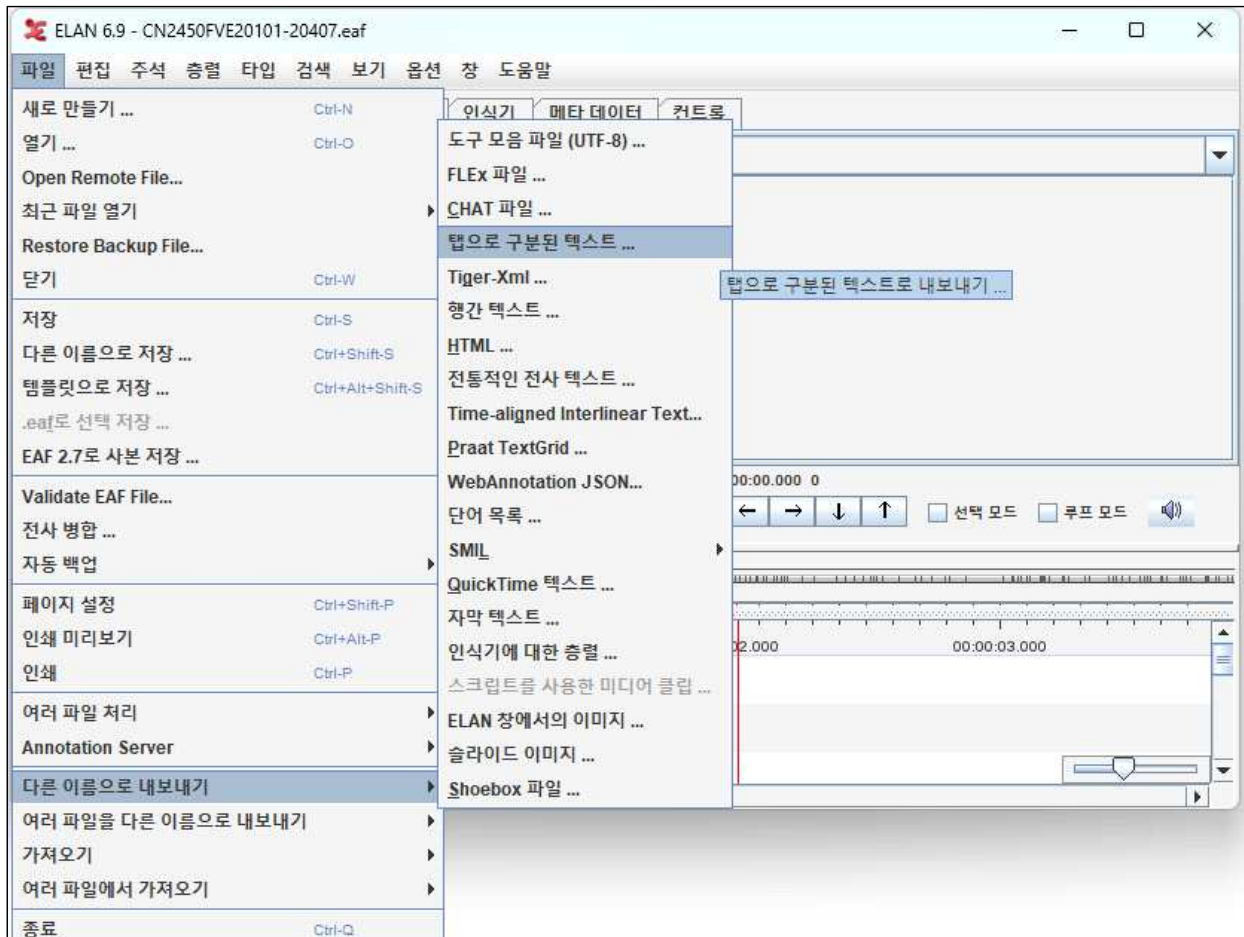 ELAN 6.9 - CN2450FVE20101-20407.eaf
파일 편집 주석 층렬 타입 검색 보기 옵션 창 도움말
새로 만들기 ... Ctrl-N
열기 ... Ctrl-O
Open Remote File...
최근 파일 열기
Restore Backup File...
닫기 Ctrl-W
저장 Ctrl-S
다른 이름으로 저장 ... Ctrl+Shift-S
템플릿으로 저장 ... Ctrl+Alt+Shift-S
.eaf로 선택 저장 ...
EAF 2.7로 사본 저장 ...
Validate EAF File...
전사 병합 ...
자동 백업
페이지 설정 Ctrl+Shift-P
인쇄 미리보기 Ctrl+Alt-P
인쇄 Ctrl-P
여러 파일 처리
Annotation Server
다른 이름으로 내보내기
여러 파일을 다른 이름으로 내보내기
가져오기
여러 파일에서 가져오기
종료 Ctrl-Q
인식기 메타 데이터 컨트롤
도구 모음 파일 (UTF-8) ...
FLEx 파일 ...
CHAT 파일 ...
탭으로 구분된 텍스트 ...
Tiger-Xml ...
탭으로 구분된 텍스트로 내보내기 ...
행간 텍스트 ...
HTML ...
전통적인 전사 텍스트 ...
Time-aligned Interlinear Text...
Praat TextGrid ...
WebAnnotation JSON...
단어 목록 ...
SMIL
QuickTime 텍스트 ...
자막 텍스트 ...
인식기에 대한 층렬 ...
스크립트를 사용한 미디어 클립 ...
ELAN 창에서의 이미지 ...
슬라이드 이미지 ...
Shoebox 파일 ...
00:00.000 0
선택 모드 루프 모드
02.000 00:00:03.000